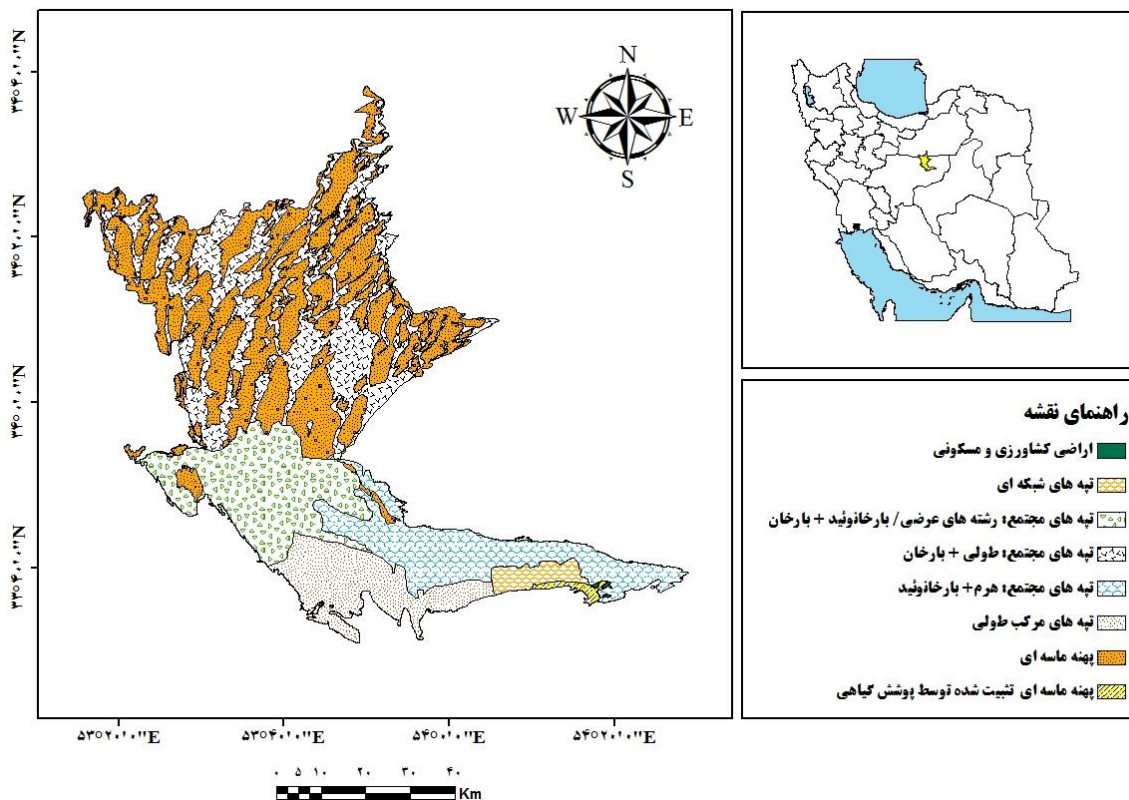 N
W
E
S
۳۴°۴۰'۰"N
۳۴°۲۰'۰"N
۳۴°۰'۰"N
۳۳°۴۰'۰"N
۵۳°۲۰'۰"E
۵۳°۴۰'۰"E
۵۴°۰'۰"E
۵۴°۲۰'۰"E
۰ ۵ ۱۰ ۲۰ ۳۰ ۴۰
Km
راهنمای نقشه
اراضی کشاورزی و مسکونی
تپه های شبکه ای
تپه های مجتمع: رشته های عرضی/ بارخانوئید + بارخان
تپه های مجتمع: طولی + بارخان
تپه های مجتمع: هرم+ بارخانوئید
تپه های مرکب طولی
پهنه ماسه ای
پهنه ماسه ای تثبیت شده توسط پوشش گیاهی